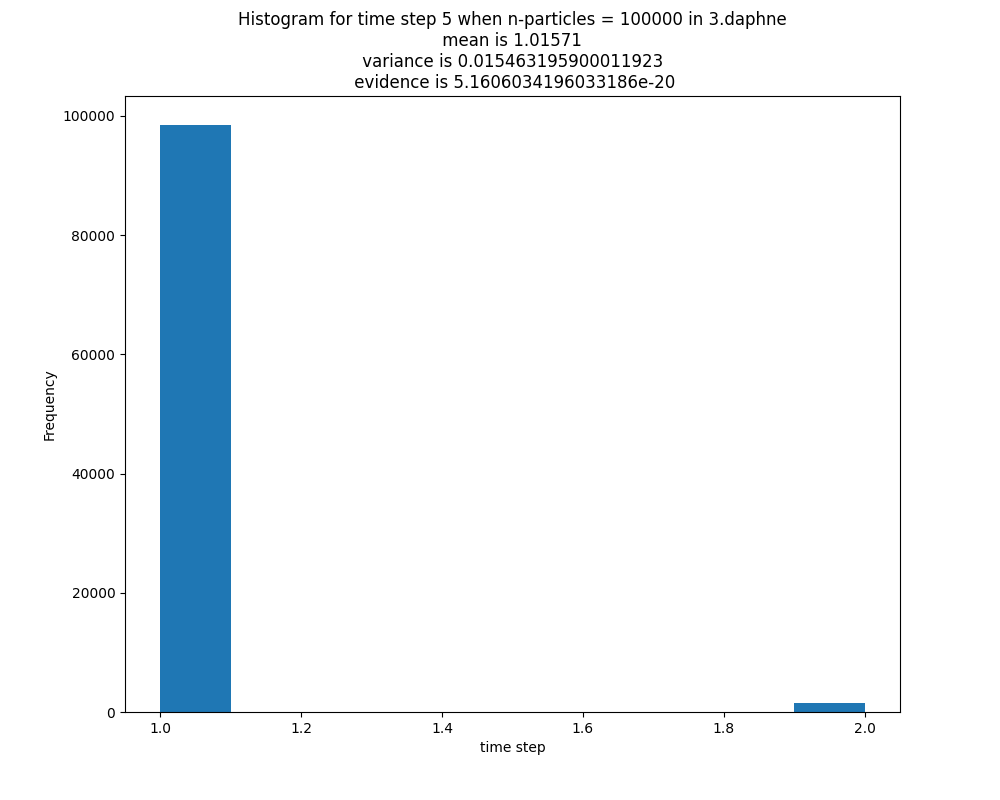 Histogram for time step 5 when n-particles = 100000 in 3.daphne
mean is 1.01571
variance is 0.015463195900011923
evidence is 5.1606034196033186e-20
100000
80000
60000
40000
20000
0
Frequency
1.0 1.2 1.4 1.6 1.8 2.0
time step